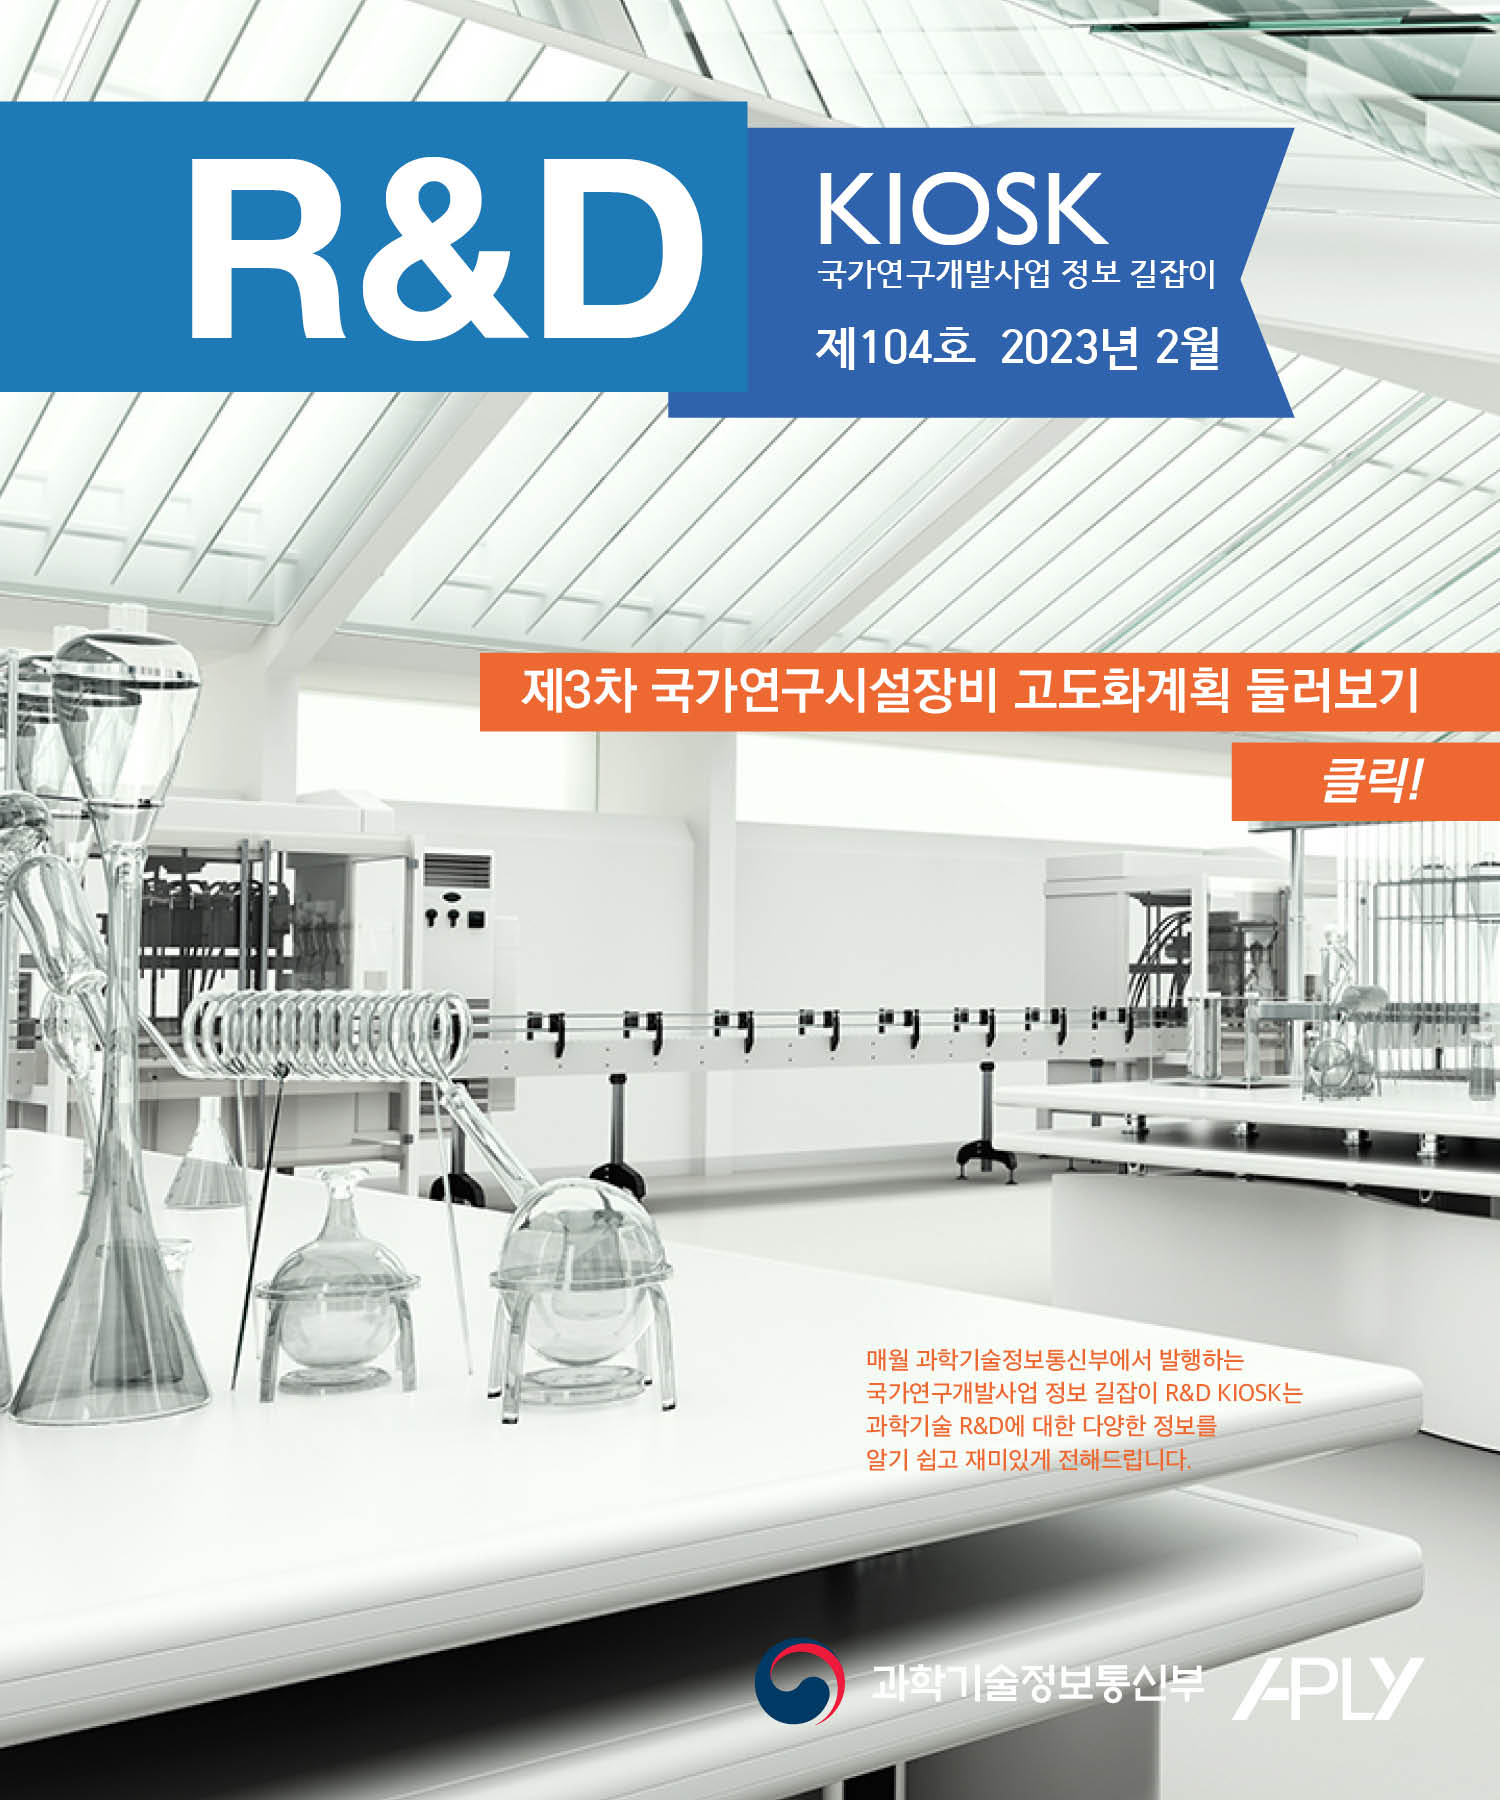 R&D
KIOSK
국가연구개발사업 정보 길잡이
제104호 2023년 2월
제3차 국가연구시설장비 고도화계획 둘러보기
클릭!
매월 과학기술정보통신부에서 발행하는
국가연구개발사업 정보 길잡이 R&D KIOSK는
과학기술 R&D에 대한 다양한 정보를
알기 쉽고 재미있게 전해드립니다.
과학기술정보통신부
APLY